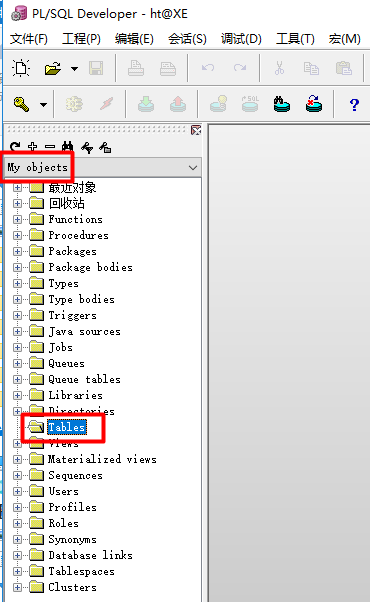 PL/SQL Developer - ht@XE
文件(F) 工程(P) 编辑(E) 会话(S) 调试(D) 工具(T) 宏(M)
SQL
?
My objects
最近对象
回收站
Functions
Procedures
Packages
Package bodies
Types
Type bodies
Triggers
Java sources
Jobs
Queues
Queue tables
Libraries
Directories
Tables
Views
Materialized views
Sequences
Users
Profiles
Roles
Synonyms
Database links
Tablespaces
Clusters